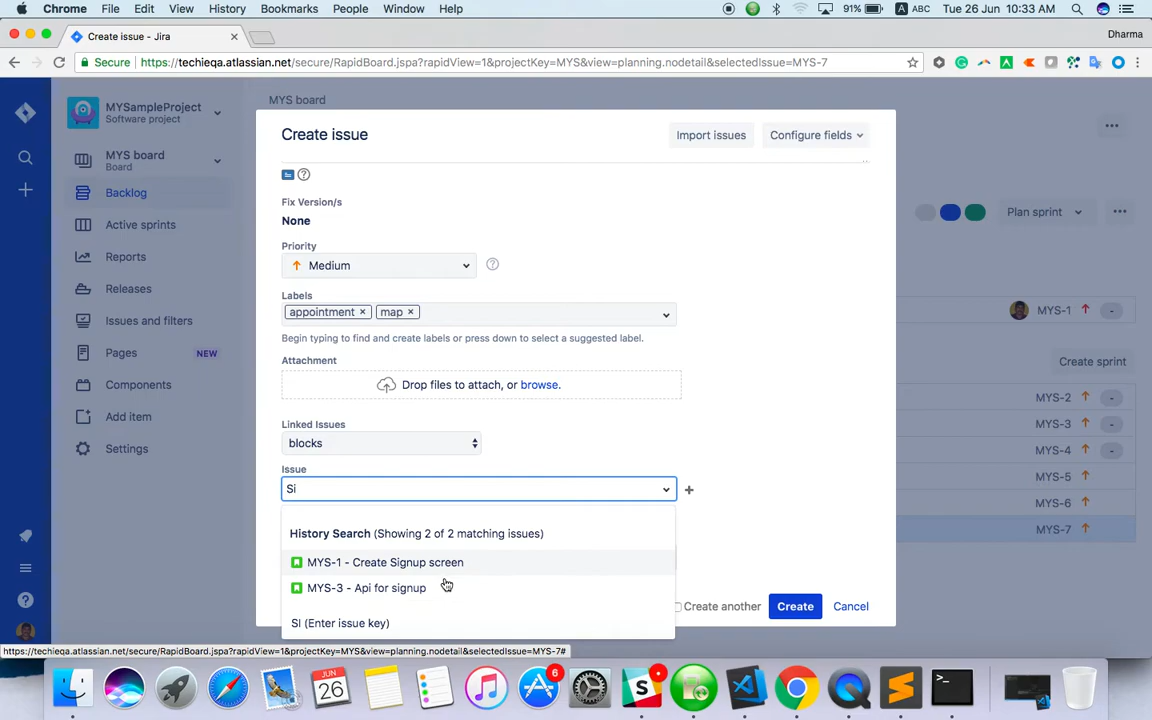 Chrome File Edit View History Bookmarks People Window Help 91% A ABC Tue 26 Jun 10:33 AM
Create issue - Jira
Dharma
Secure https://techieqa.atlassian.net/secure/RapidBoard.jspa?rapidView=1&projectKey=MYS&view=planning.nodetail&selectedIssue=MYS-7
MYSampleProject
Software project
MYS board
Board
Backlog
Active sprints
Reports
Releases
Issues and filters
Pages NEW
Components
Add item
Settings
MYS board
Create issue
Import issues
Configure fields
Fix Version/s
None
Priority
Medium
Labels
appointment × map ×
Begin typing to find and create labels or press down to select a suggested label.
Attachment
Drop files to attach, or browse.
Linked Issues
blocks
Issue
Si
History Search (Showing 2 of 2 matching issues)
MYS-1 - Create Signup screen
MYS-3 - Api for signup
SI (Enter issue key)
Create another
Create
Cancel
Plan sprint
MYS-1 -
Create sprint
MYS-2 -
MYS-3 -
MYS-4 -
MYS-5
MYS-6
MYS-7
https://techieqa.atlassian.net/secure/RapidBoard.jspa?rapidView=1&projectKey=MYS&view=planning.nodetail&selectedIssue=MYS-7#
JUN
26
6